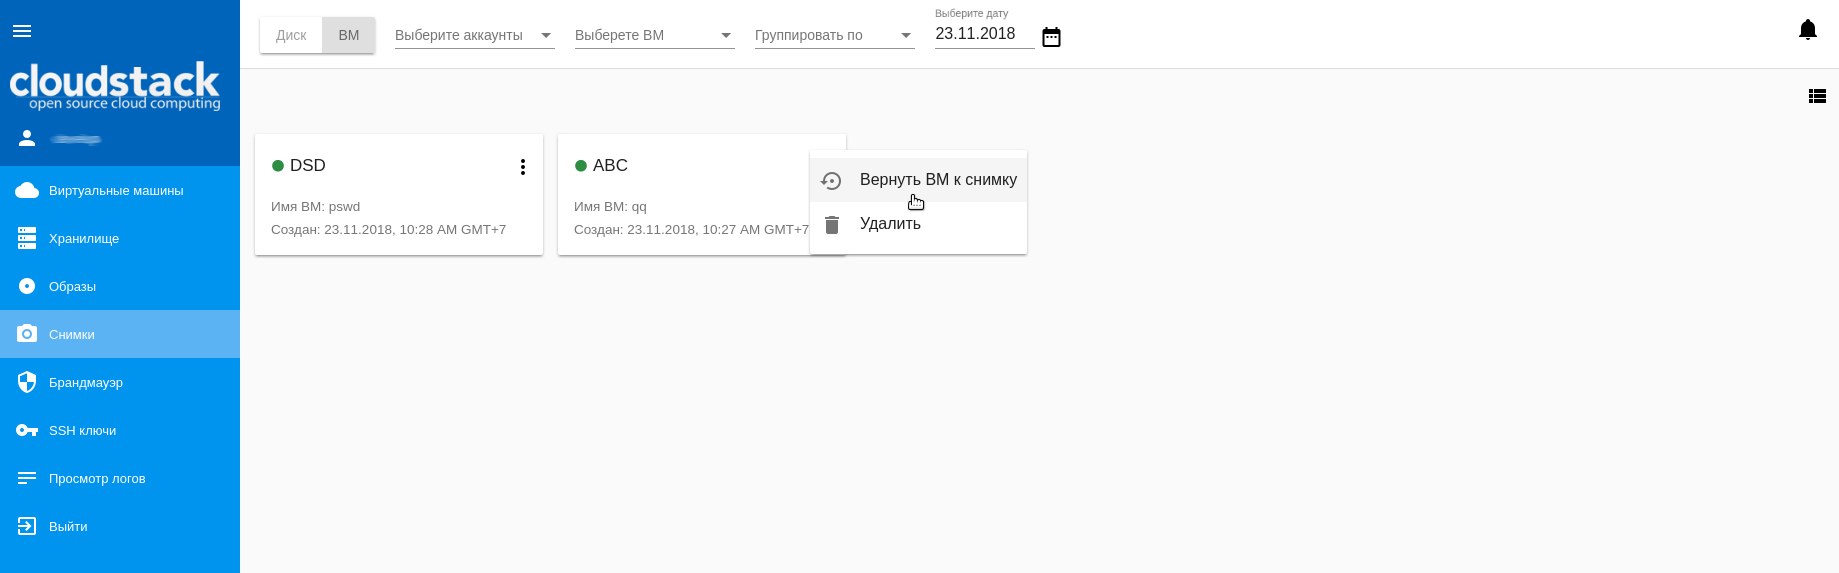 Диск
ВМ
Выберите аккаунты
Выберете ВМ
Группировать по
Выберите дату
23.11.2018
cloudstack
open source cloud computing
Виртуальные машины
Хранилище
Образы
Снимки
Брандмауэр
SSH ключи
Просмотр логов
Выйти
DSD
Имя ВМ: pswd
Создан: 23.11.2018, 10:28 AM GMT+7
ABC
Имя ВМ: qq
Создан: 23.11.2018, 10:27 AM GMT+7
Вернуть ВМ к снимку
Удалить